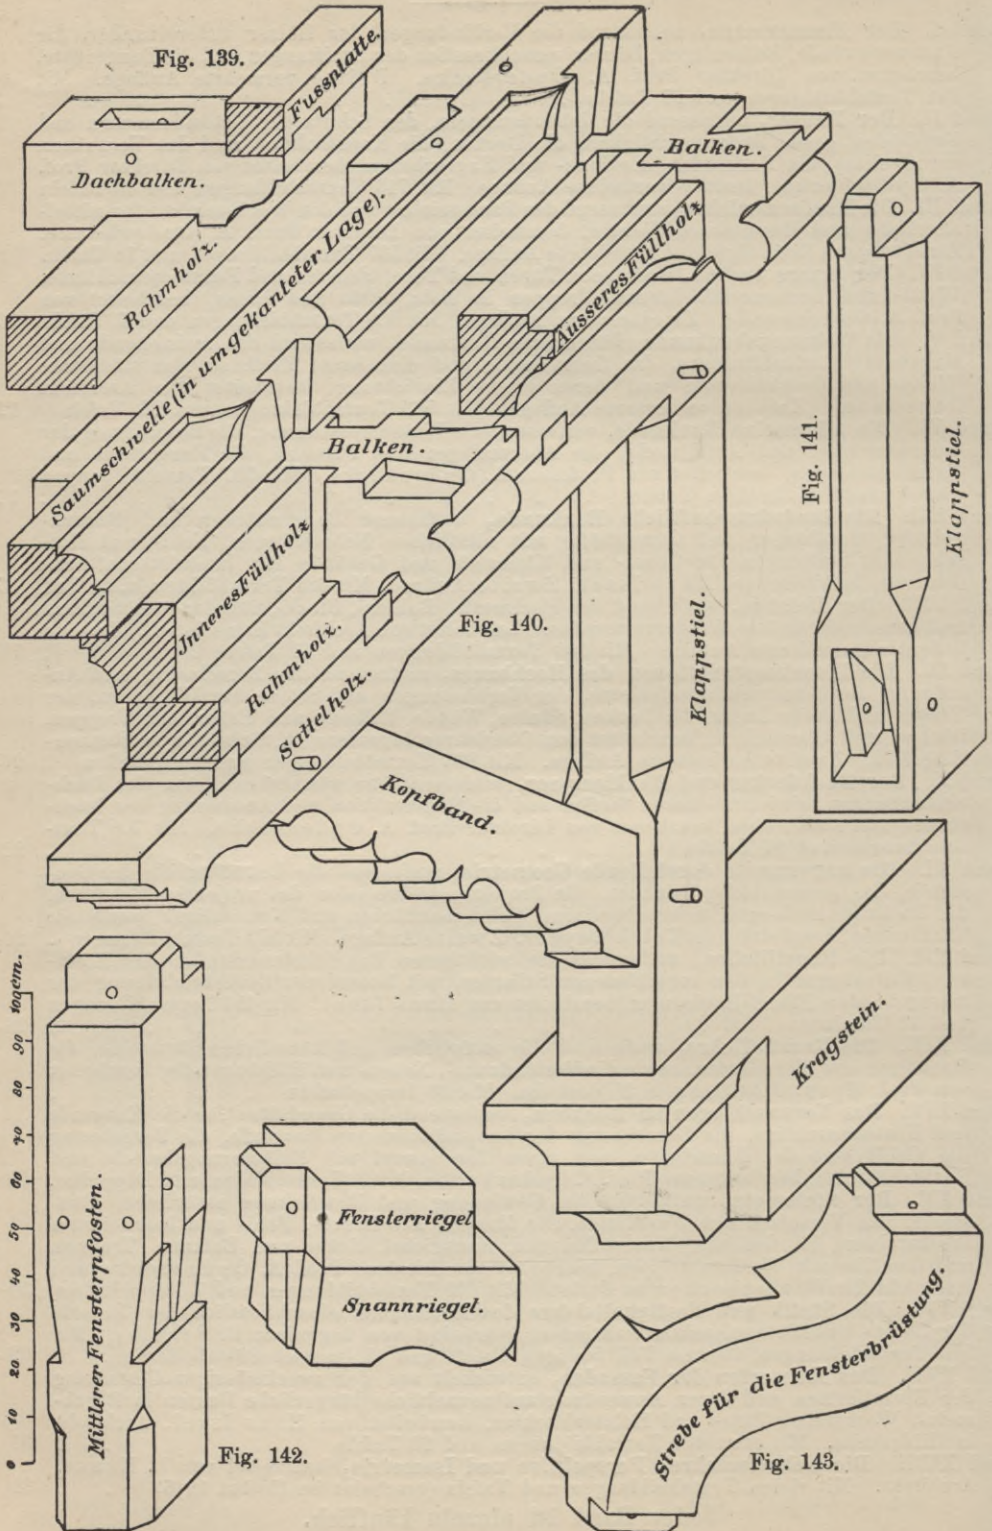 Fig. 139.
Fussplatte.
Dachbalken.
Rahmholz.
Saumschwelle (in umgekanteter Lage).
Balken.
Äusseres Füllholz
Balken.
Inneres Füllholz
Rahmholz.
Sattelholz.
Fig. 140.
Klappstiel.
Kopfband.
Kragstein.
Fig. 141.
Klappstiel.
100cm.
90
80
70
60
50
40
30
20
10
0
Mittlerer Fensterpfosten.
Fig. 142.
Fensterriegel
Spannriegel.
Strebe für die Fensterbrüstung.
Fig. 143.